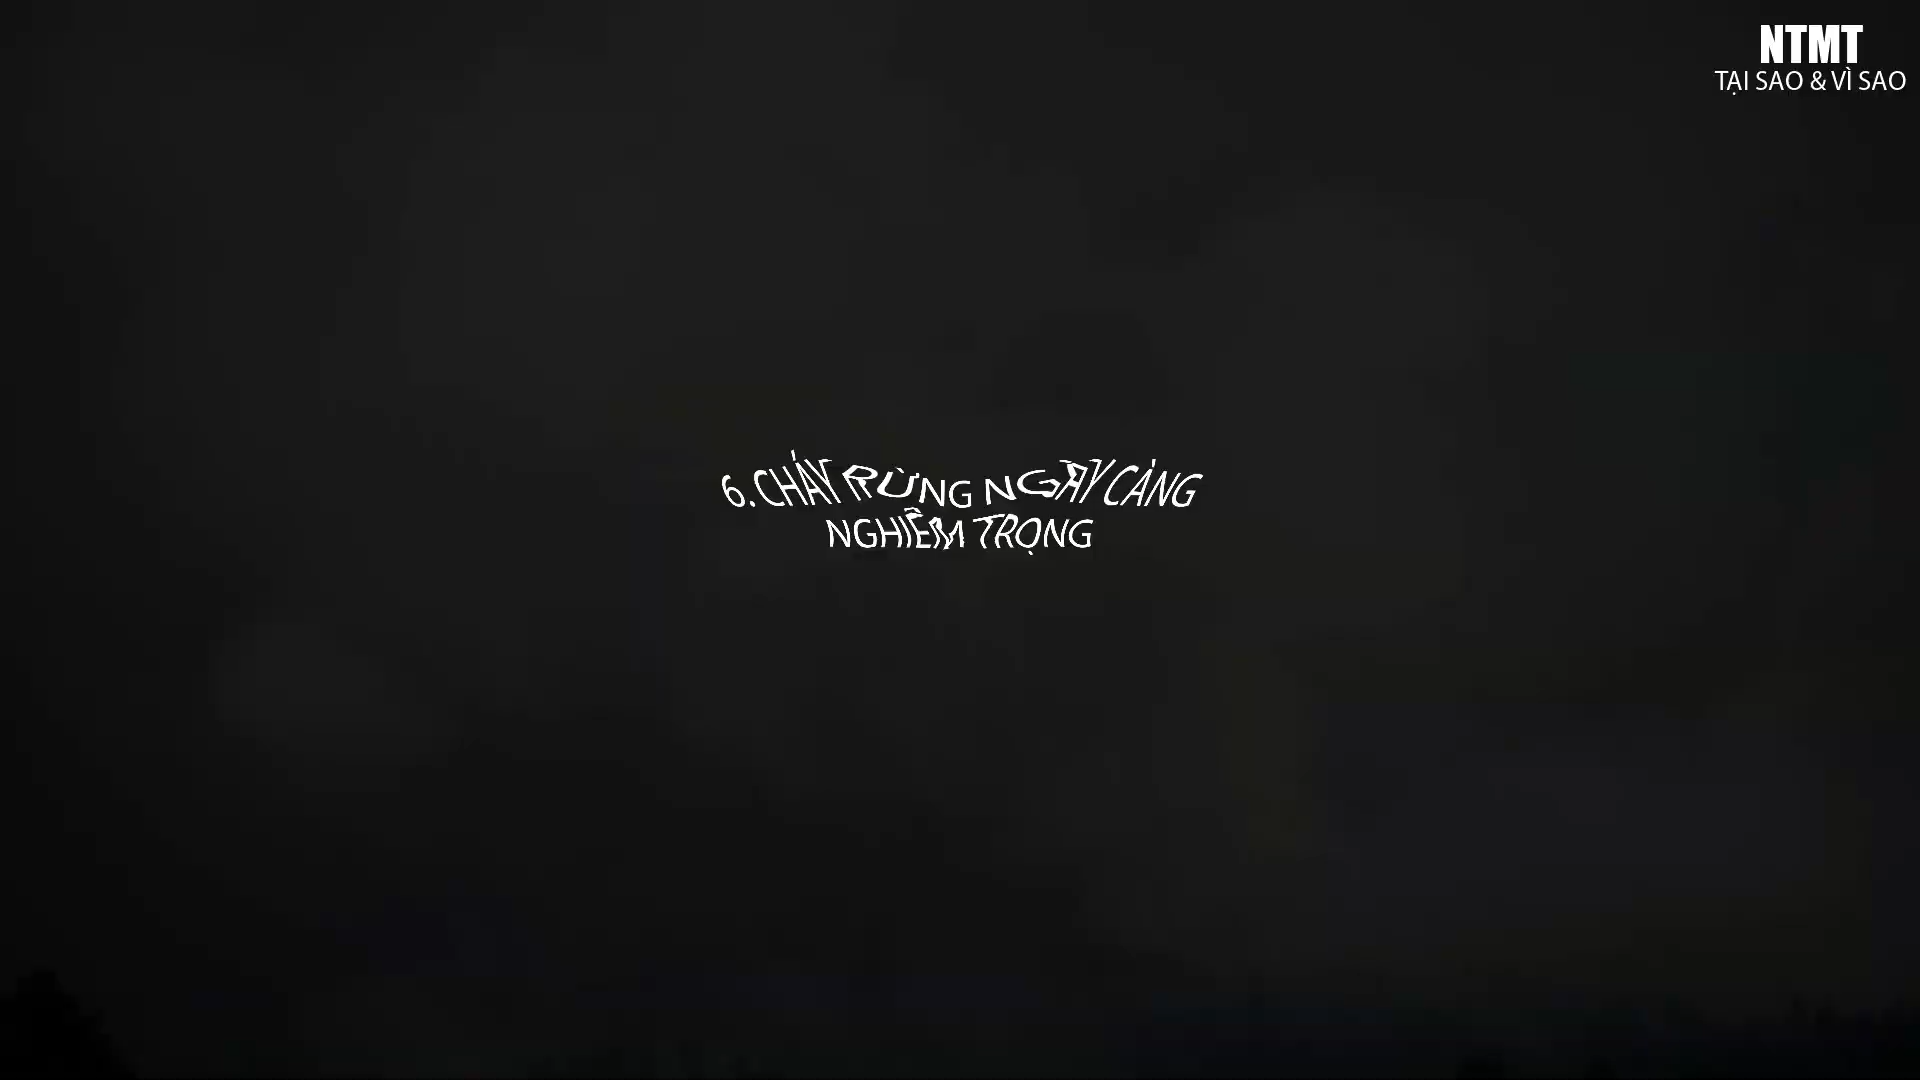 NTMT
TẠI SAO & VÌ SAO
6. CHÁY RỪNG NGÀY CÀNG
NGHIÊM TRỌNG